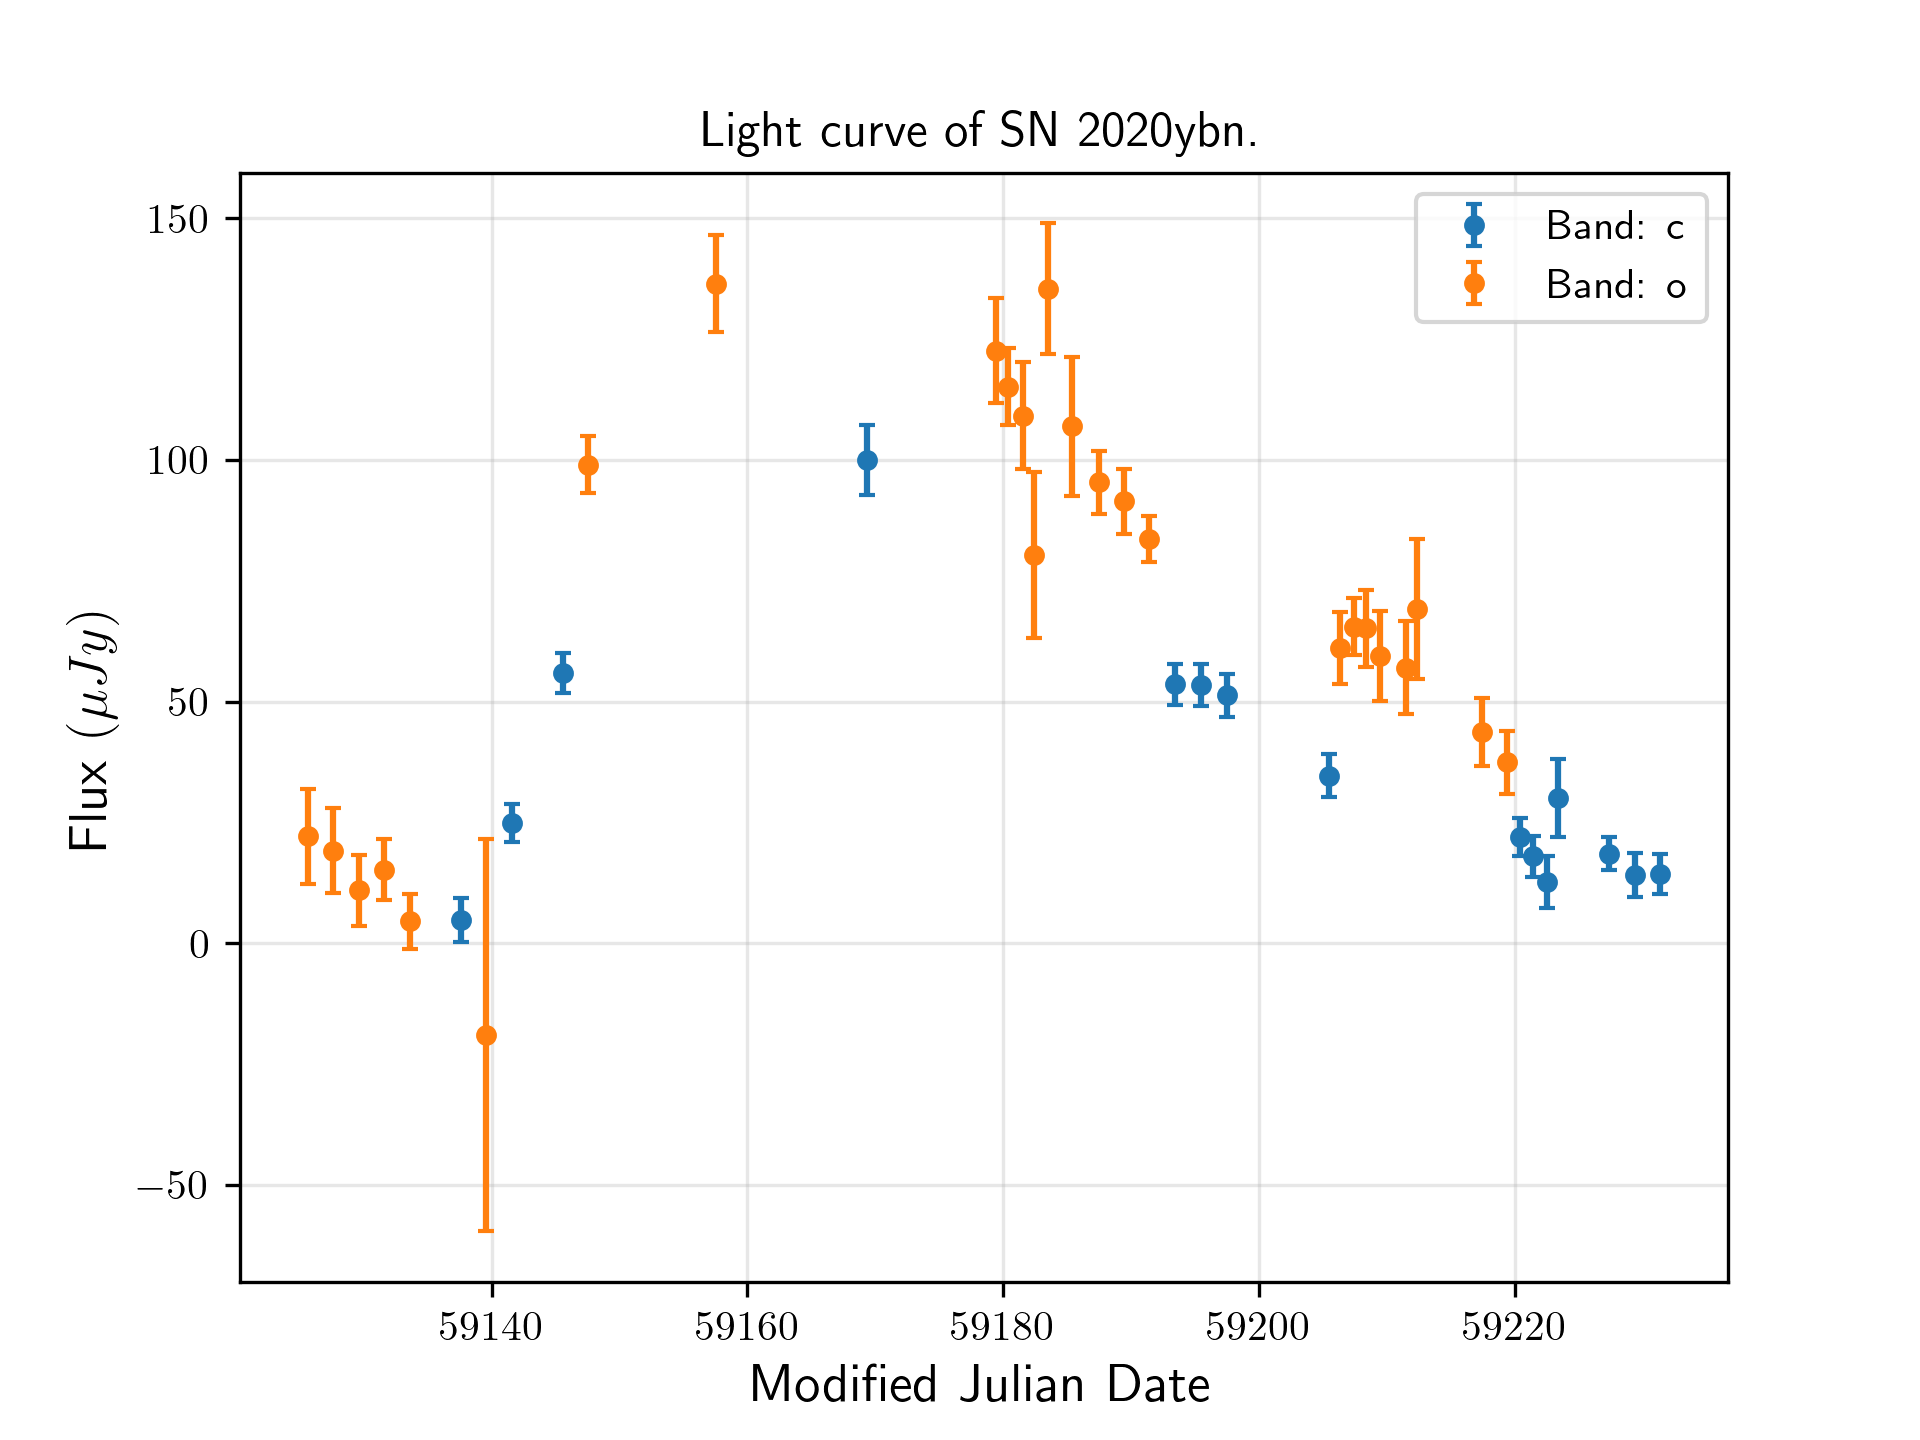 Light curve of SN 2020ybn.
150
100
50
0
−50
Flux (μJy)
Band: c
Band: o
59140 59160 59180 59200 59220
Modified Julian Date